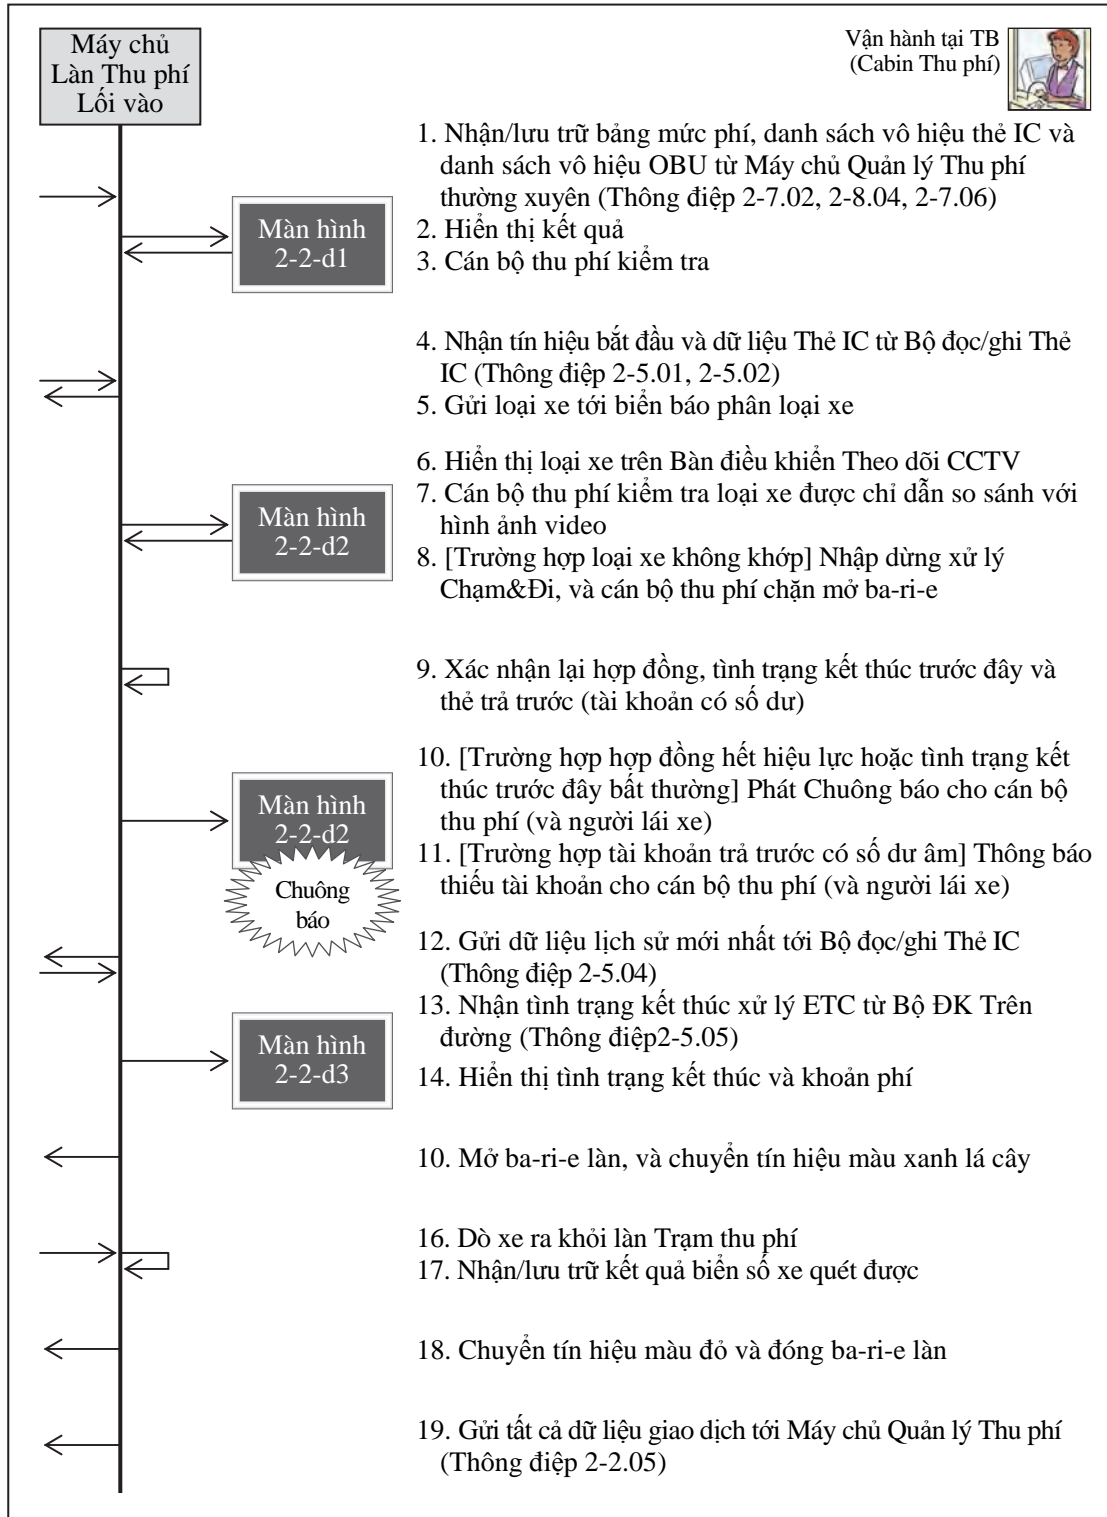 Máy chủ
Làn Thu phí
Lối vào
Vận hành tại TB
(Cabin Thu phí)
1. Nhận/lưu trữ bảng mức phí, danh sách vô hiệu thẻ IC và
danh sách vô hiệu OBU từ Máy chủ Quản lý Thu phí
thường xuyên (Thông điệp 2-7.02, 2-8.04, 2-7.06)
Màn hình
2-2-d1
2. Hiển thị kết quả
3. Cán bộ thu phí kiểm tra
4. Nhận tín hiệu bắt đầu và dữ liệu Thẻ IC từ Bộ đọc/ghi Thẻ
IC (Thông điệp 2-5.01, 2-5.02)
5. Gửi loại xe tới biển báo phân loại xe
6. Hiển thị loại xe trên Bàn điều khiển Theo dõi CCTV
Màn hình
2-2-d2
7. Cán bộ thu phí kiểm tra loại xe được chỉ dẫn so sánh với
hình ảnh video
8. [Trường hợp loại xe không khớp] Nhập dừng xử lý
Chạm&Đi, và cán bộ thu phí chặn mở ba-ri-e
9. Xác nhận lại hợp đồng, tình trạng kết thúc trước đây và
thẻ trả trước (tài khoản có số dư)
10. [Trường hợp hợp đồng hết hiệu lực hoặc tình trạng kết
thúc trước đây bất thường] Phát Chuông báo cho cán bộ
thu phí (và người lái xe)
Màn hình
2-2-d2
Chuông
báo
11. [Trường hợp tài khoản trả trước có số dư âm] Thông báo
thiếu tài khoản cho cán bộ thu phí (và người lái xe)
12. Gửi dữ liệu lịch sử mới nhất tới Bộ đọc/ghi Thẻ IC
(Thông điệp 2-5.04)
13. Nhận tình trạng kết thúc xử lý ETC từ Bộ ĐK Trên
đường (Thông điệp2-5.05)
Màn hình
2-2-d3
14. Hiển thị tình trạng kết thúc và khoản phí
10. Mở ba-ri-e làn, và chuyển tín hiệu màu xanh lá cây
16. Dò xe ra khỏi làn Trạm thu phí
17. Nhận/lưu trữ kết quả biển số xe quét được
18. Chuyển tín hiệu màu đỏ và đóng ba-ri-e làn
19. Gửi tất cả dữ liệu giao dịch tới Máy chủ Quản lý Thu phí
(Thông điệp 2-2.05)